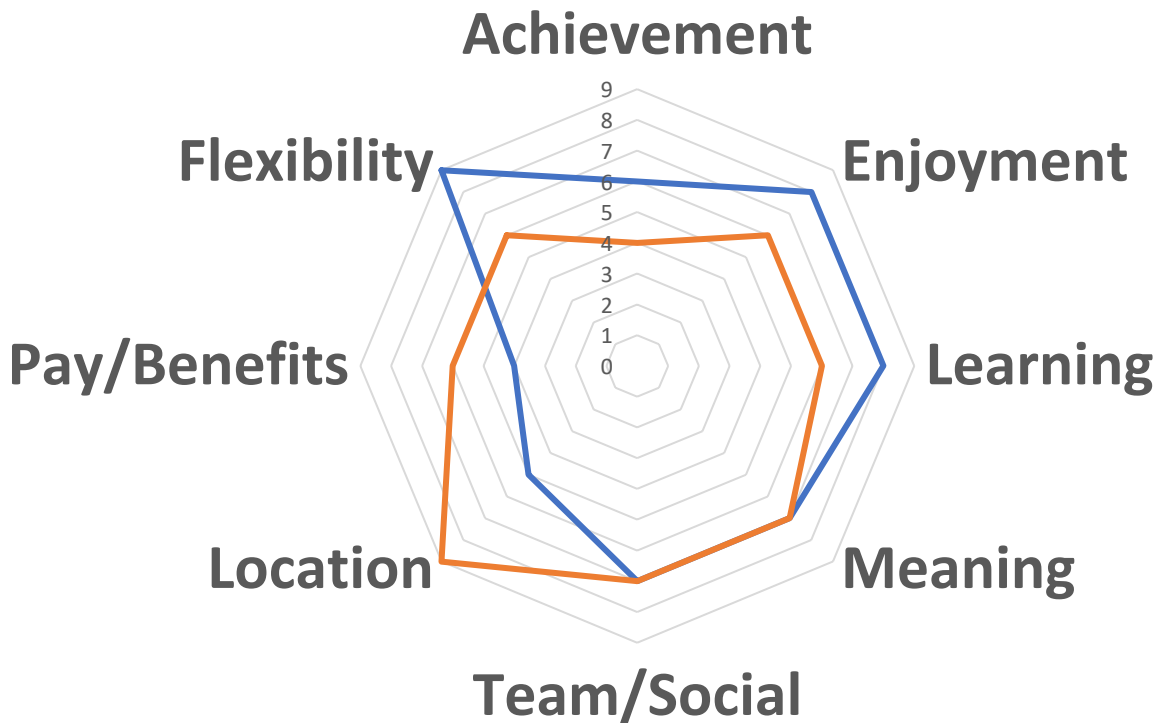 Achievement
9
8
Flexibility
7
Enjoyment
6
5
4
3
2
1
Pay/Benefits
0
Learning
Location
Meaning
Team/Social